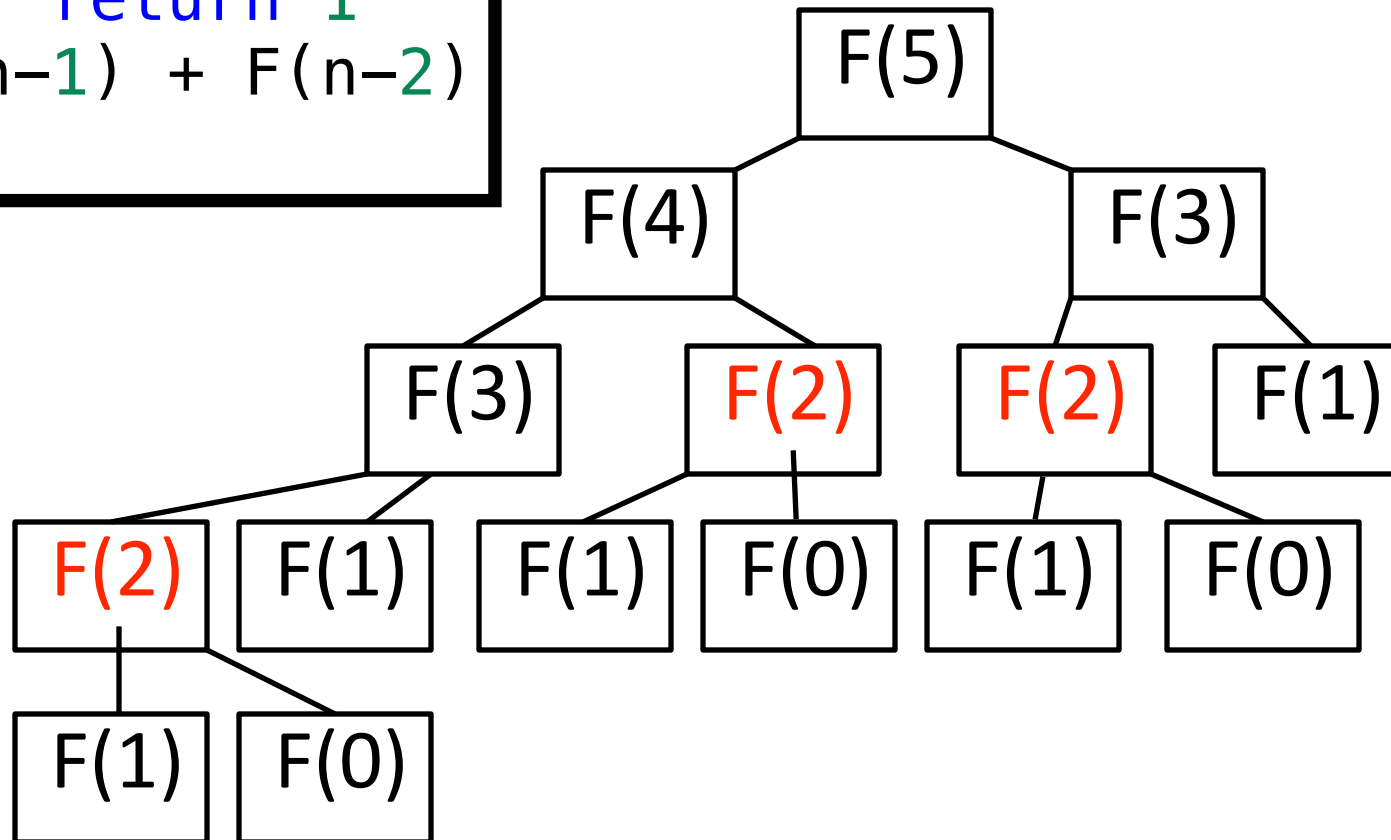 return 1
n−1) + F(n−2)
F(5)
F(4) F(3)
F(3) F(2) F(2) F(1)
F(2) F(1) F(1) F(0) F(1) F(0)
F(1) F(0)